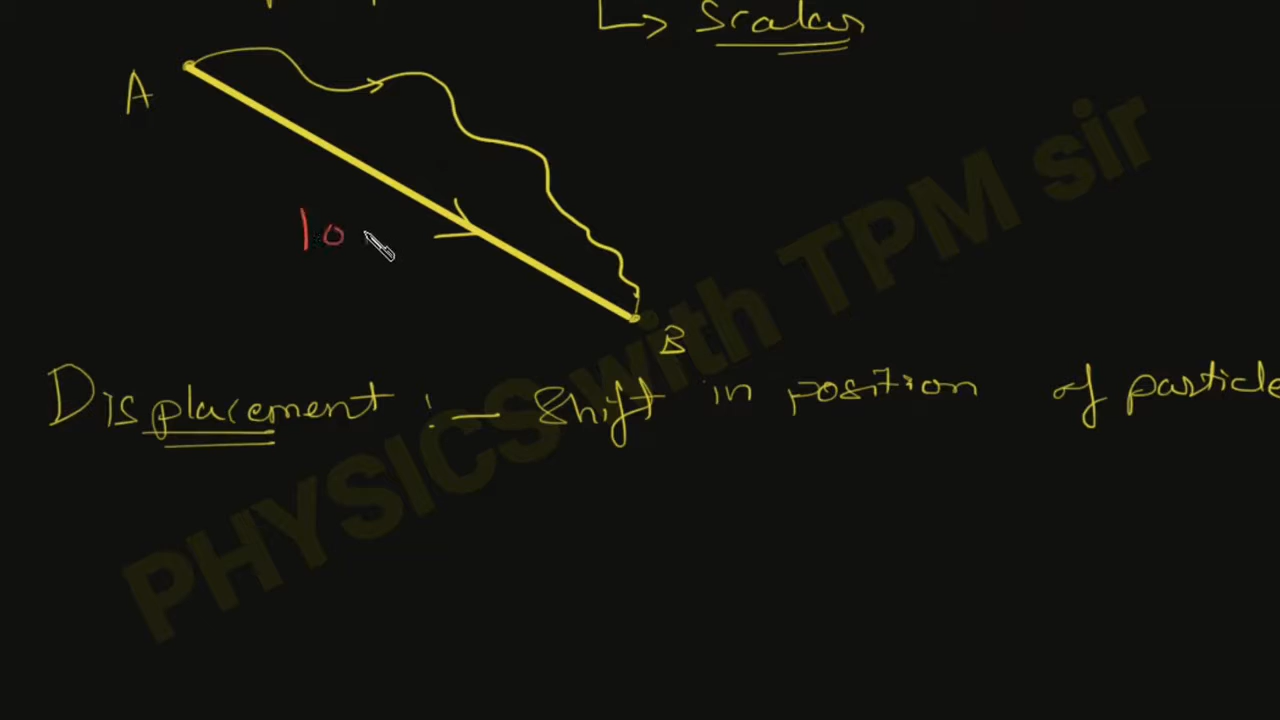 ↳ Scalar
A
10
B
Displacement :— Shift in position of particle
PHYSICS with TPM sir